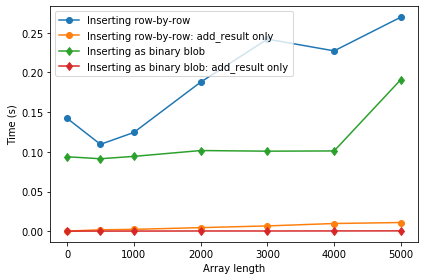 Inserting row-by-row
Inserting row-by-row: add_result only
Inserting as binary blob
Inserting as binary blob: add_result only
0.25
0.20
0.15
0.10
0.05
0.00
Time (s)
0
1000
2000
3000
4000
5000
Array length